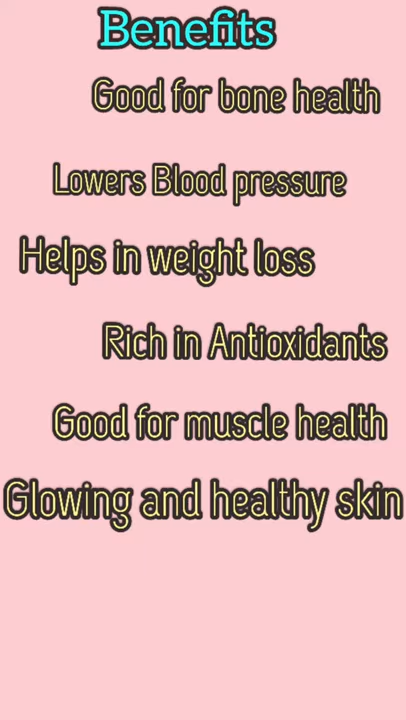 Benefits
Good for bone health
Lowers Blood pressure
Helps in weight loss
Rich in Antioxidants
Good for muscle health
Glowing and healthy skin